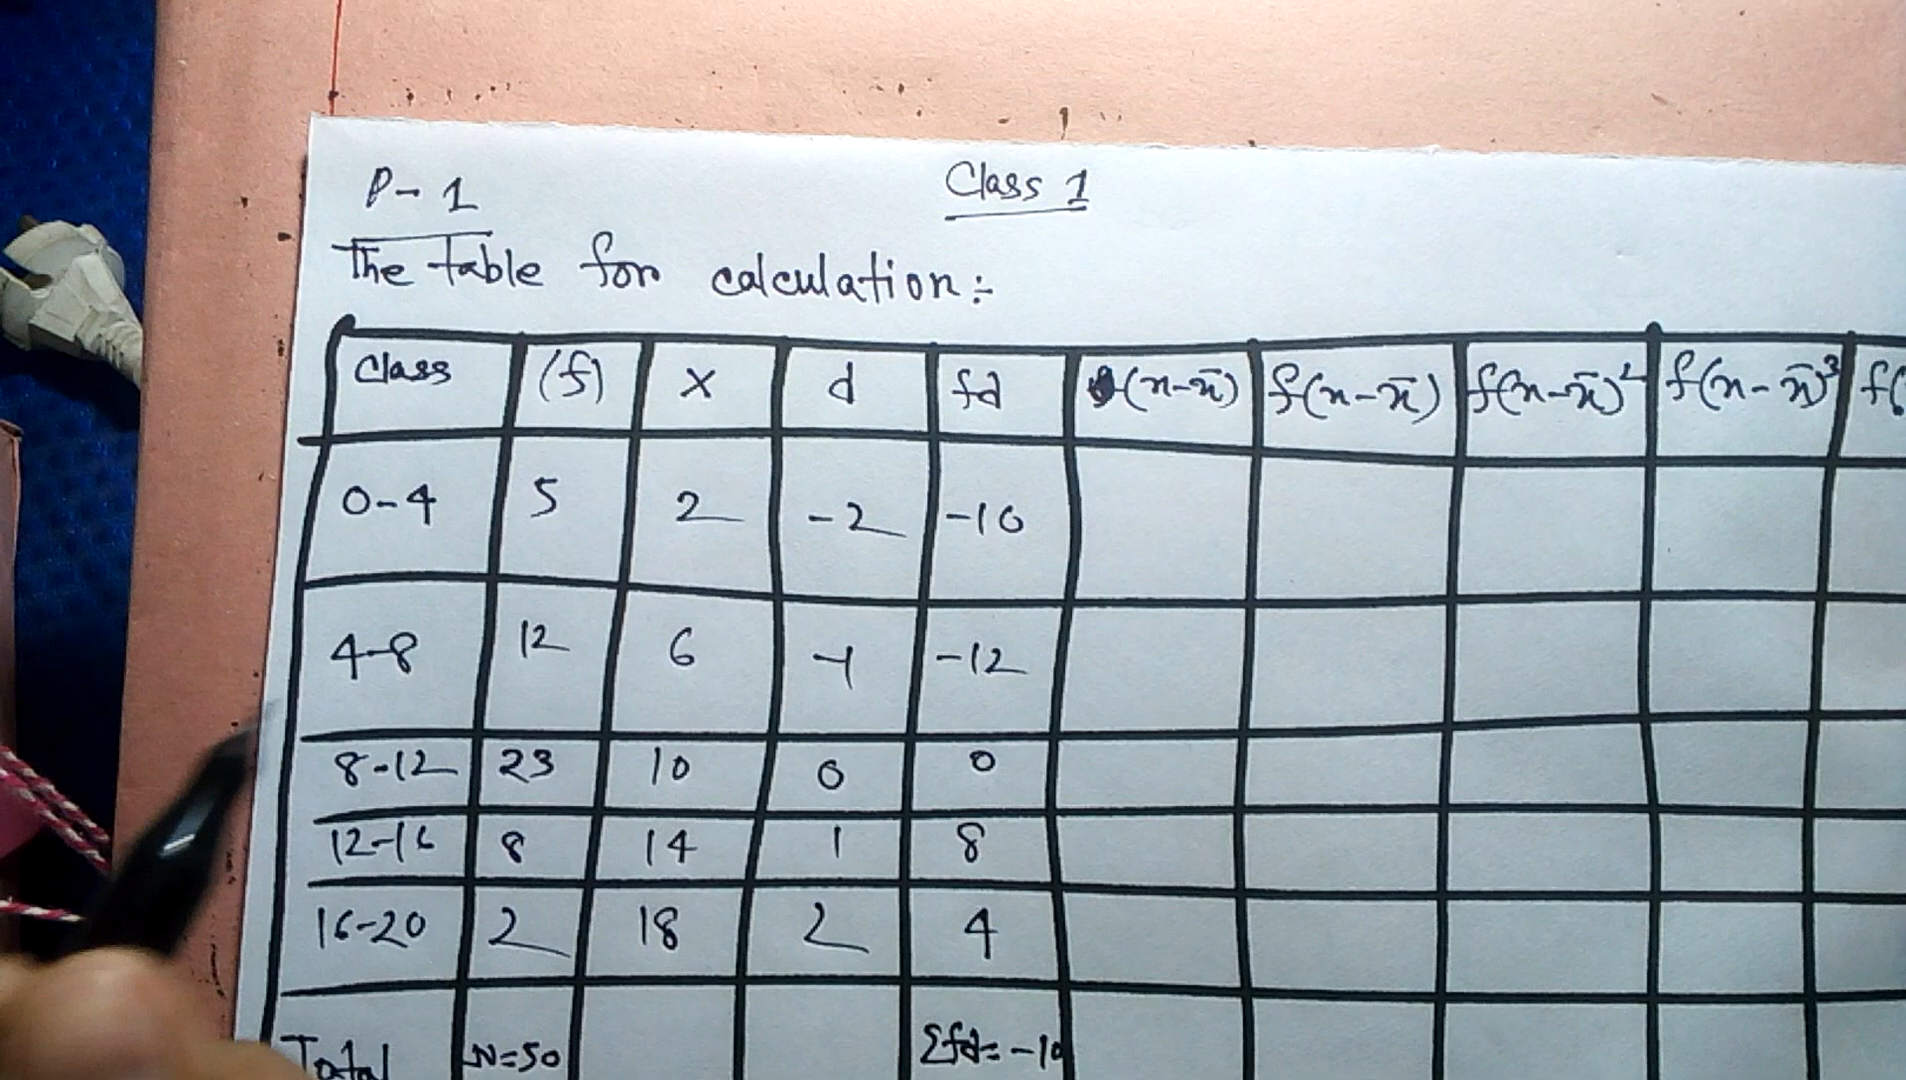 P-1
Class 1
The table for calculation:-
Class (f) x d fd (x-x̄) f(x-x̄) f(x-x̄)² f(x-x̄)³ f(
0-4 5 2 -2 -10
4-8 12 6 -1 -12
8-12 23 10 0 0
12-16 8 14 1 8
16-20 2 18 2 4
Total N=50 Σfd=-10